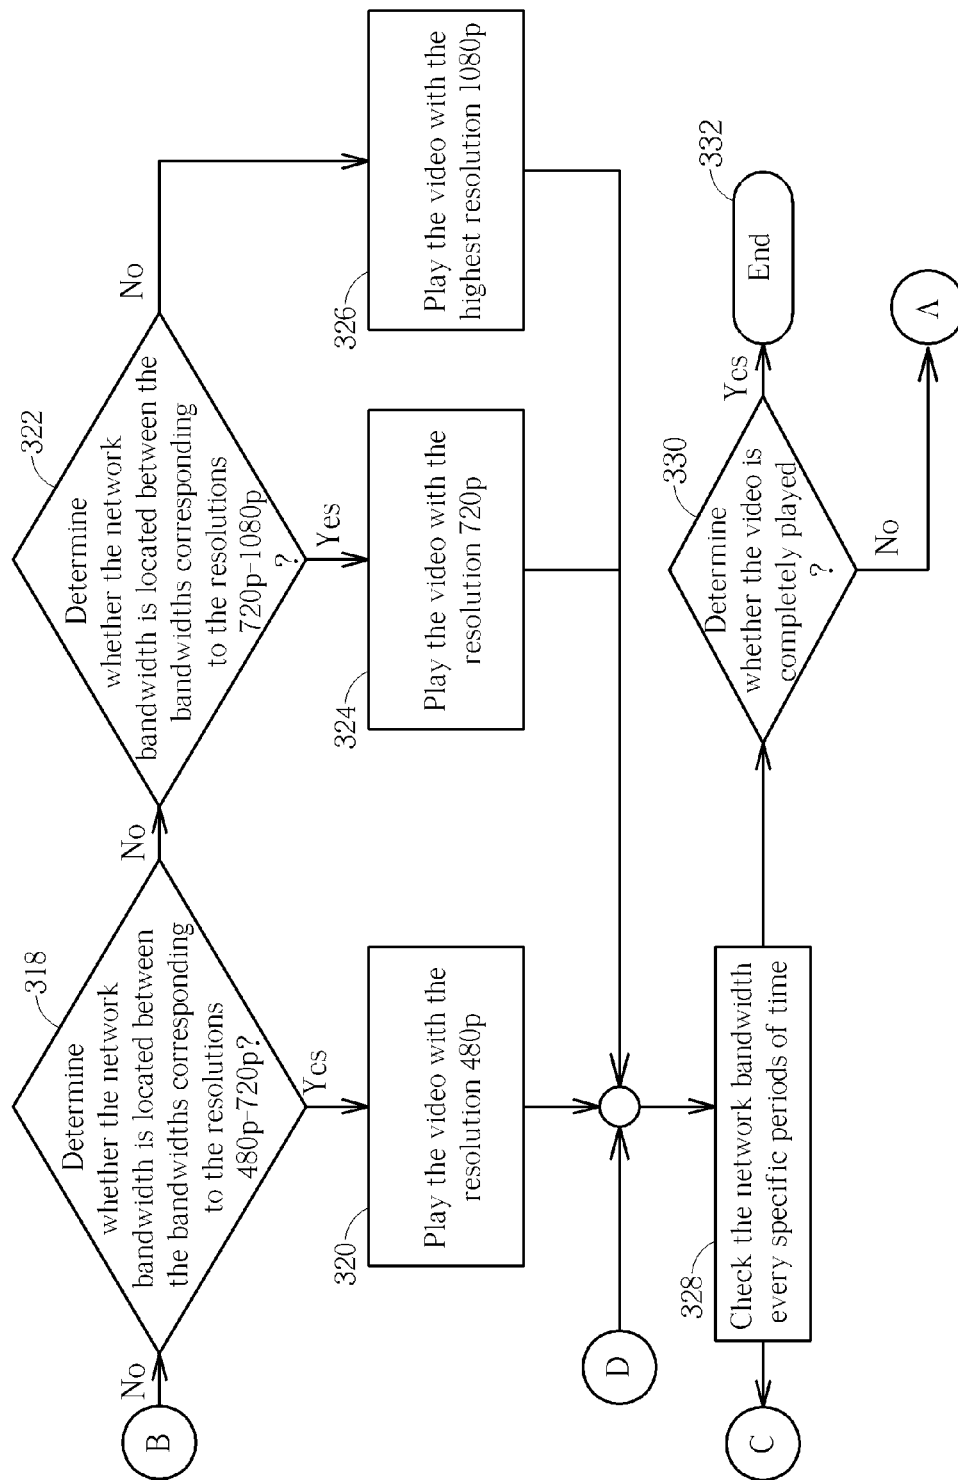 B
No
318
Determine
whether the network
bandwidth is located between
the bandwidths corresponding
to the resolutions
480p-720p?
No
Yes
322
Determine
whether the network
bandwidth is located between the
bandwidths corresponding
to the resolutions
720p-1080p
?
No
Yes
320
Play the video with the
resolution 480p
324
Play the video with the
resolution 720p
326
Play the video with the
highest resolution 1080p
D
C
328
Check the network bandwidth
every specific periods of time
330
Determine
whether the video is
completely played
?
Yes
No
332
End
A